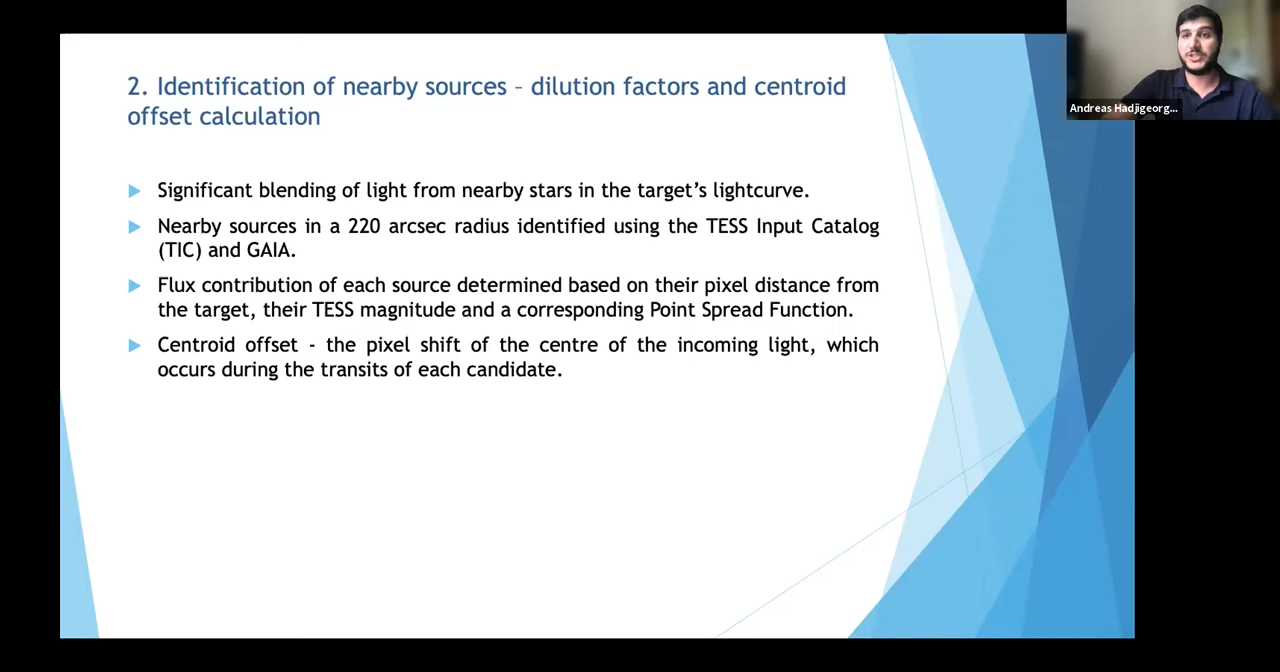 2. Identification of nearby sources – dilution factors and centroid
offset calculation
Significant blending of light from nearby stars in the target’s lightcurve.
Nearby sources in a 220 arcsec radius identified using the TESS Input Catalog
(TIC) and GAIA.
Flux contribution of each source determined based on their pixel distance from
the target, their TESS magnitude and a corresponding Point Spread Function.
Centroid offset - the pixel shift of the centre of the incoming light, which
occurs during the transits of each candidate.
Andreas Hadjigeorg...